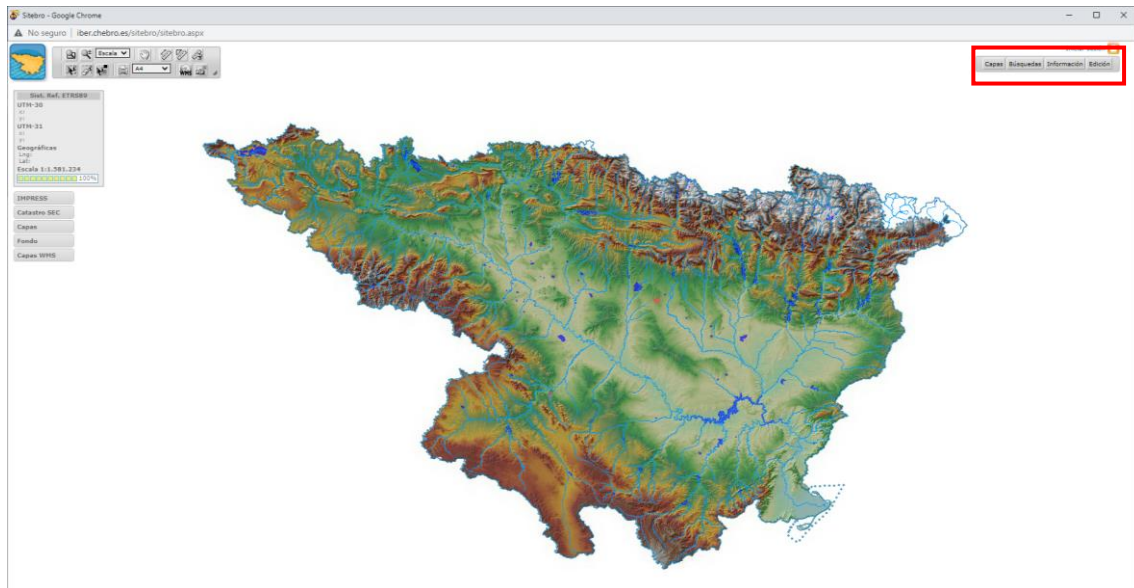 Sitebro - Google Chrome
No seguro | iber.chebro.es/sitebro/sitebro.aspx
Escala
A4
WMS
Capas Búsquedas Información Edición
Sist. Ref. ETRS89
UTM-30
x:
y:
UTM-31
x:
y:
Geográficas
Lng:
Lat:
Escala 1:1.581.234
100%
IMPRESS
Catastro SEC
Capas
Fondo
Capas WMS